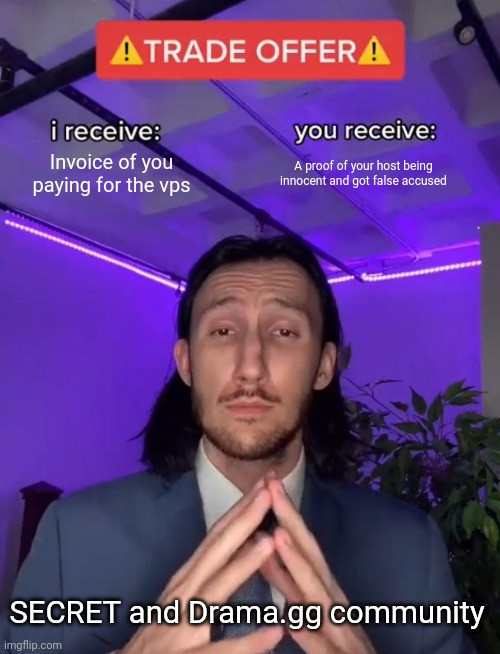 ⚠️TRADE OFFER⚠️
i receive:
you receive:
Invoice of you
paying for the vps
A proof of your host being
innocent and got false accused
SECRET and Drama.gg community
imgflip.com